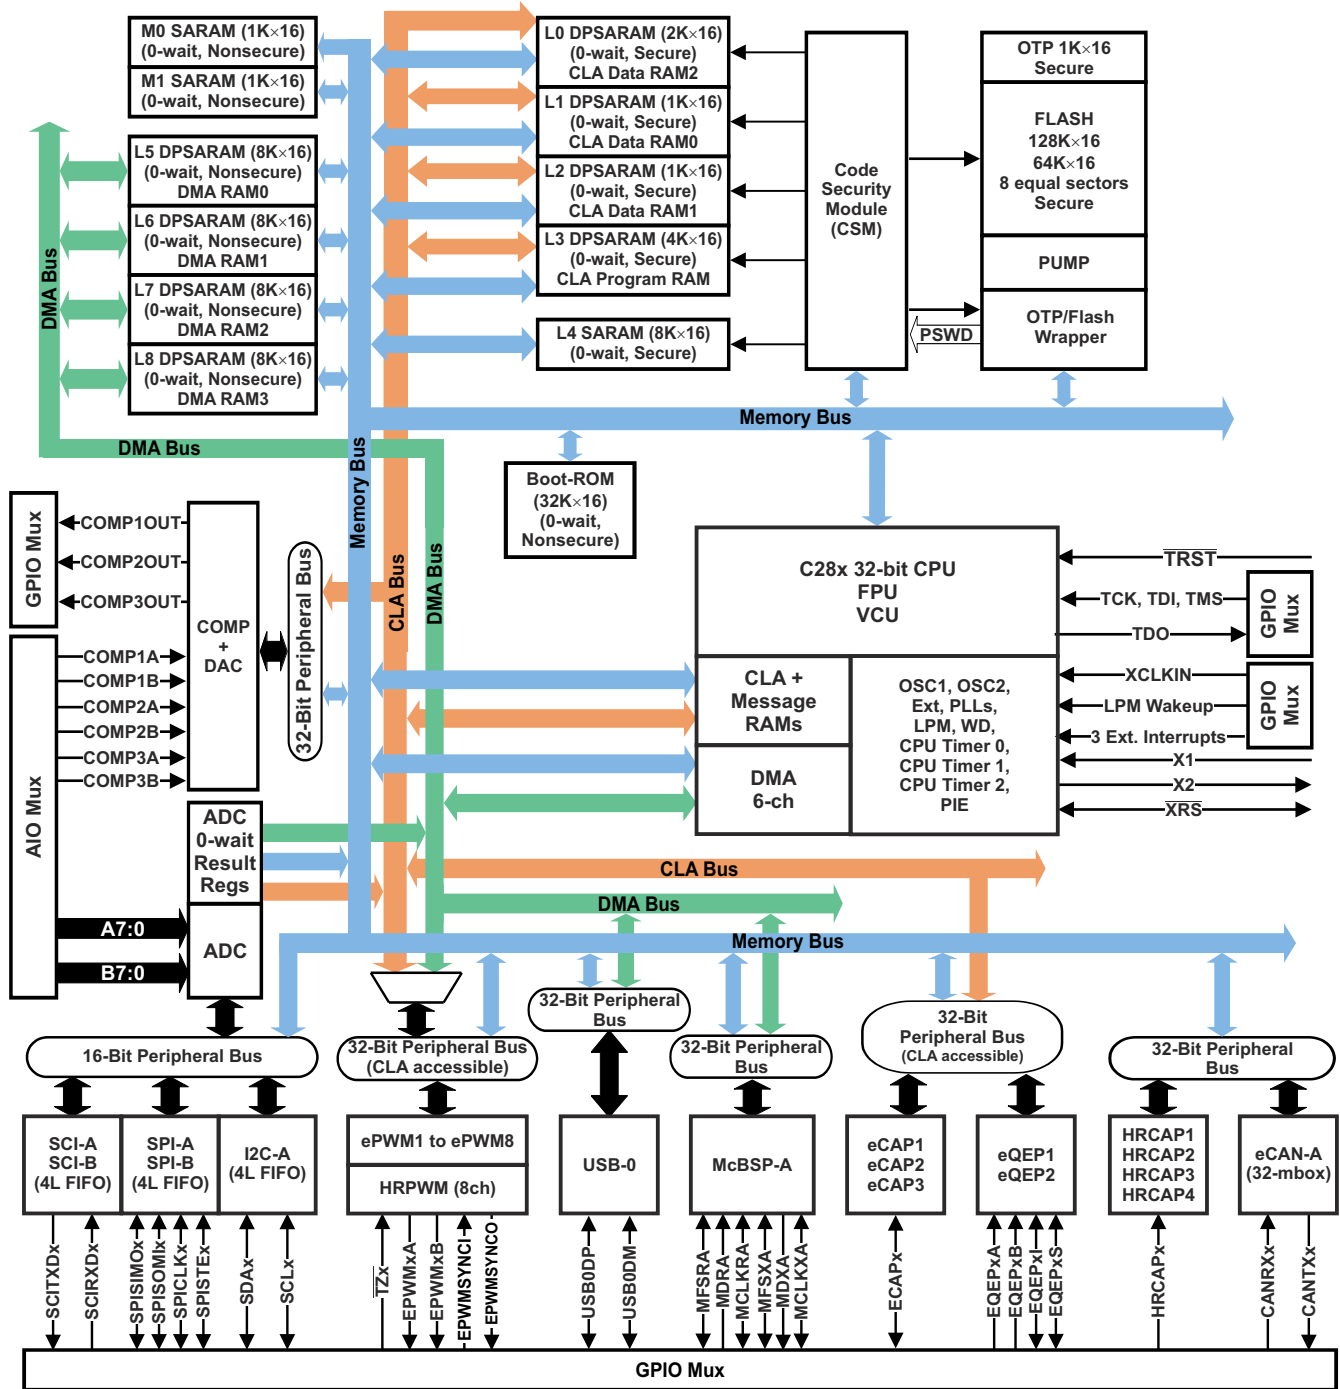 M0 SARAM (1K×16)
(0-wait, Nonsecure)
M1 SARAM (1K×16)
(0-wait, Nonsecure)
L5 DPSARAM (8K×16)
(0-wait, Nonsecure)
DMA RAM0
L6 DPSARAM (8K×16)
(0-wait, Nonsecure)
DMA RAM1
L7 DPSARAM (8K×16)
(0-wait, Nonsecure)
DMA RAM2
L8 DPSARAM (8K×16)
(0-wait, Nonsecure)
DMA RAM3
DMA Bus
DMA Bus
L0 DPSARAM (2K×16)
(0-wait, Secure)
CLA Data RAM2
L1 DPSARAM (1K×16)
(0-wait, Secure)
CLA Data RAM0
L2 DPSARAM (1K×16)
(0-wait, Secure)
CLA Data RAM1
L3 DPSARAM (4K×16)
(0-wait, Secure)
CLA Program RAM
L4 SARAM (8K×16)
(0-wait, Secure)
Code
Security
Module
(CSM)
OTP 1K×16
Secure
FLASH
128K×16
64K×16
8 equal sectors
Secure
PUMP
OTP/Flash
Wrapper
PSWD
Memory Bus
Memory Bus
CLA Bus
DMA Bus
Boot-ROM
(32K×16)
(0-wait,
Nonsecure)
GPIO Mux
COMP1OUT
COMP2OUT
COMP3OUT
AIO Mux
COMP1A
COMP1B
COMP2A
COMP2B
COMP3A
COMP3B
COMP
+
DAC
32-Bit Peripheral Bus
ADC
0-wait
Result
Regs
ADC
A7:0
B7:0
C28x 32-bit CPU
FPU
VCU
CLA +
Message
RAMs
DMA
6-ch
OSC1, OSC2,
Ext, PLLs,
LPM, WD,
CPU Timer 0,
CPU Timer 1,
CPU Timer 2,
PIE
TRST
TCK, TDI, TMS
TDO
GPIO
Mux
XCLKIN
LPM Wakeup
3 Ext. Interrupts
GPIO
Mux
X1
X2
XRS
CLA Bus
DMA Bus
Memory Bus
16-Bit Peripheral Bus
32-Bit Peripheral Bus
(CLA accessible)
32-Bit Peripheral
Bus
32-Bit Peripheral
Bus
32-Bit
Peripheral Bus
(CLA accessible)
32-Bit Peripheral
Bus
SCI-A
SCI-B
(4L FIFO)
SPI-A
SPI-B
(4L FIFO)
I2C-A
(4L FIFO)
ePWM1 to ePWM8
HRPWM (8ch)
USB-0
McBSP-A
eCAP1
eCAP2
eCAP3
eQEP1
eQEP2
HRCAP1
HRCAP2
HRCAP3
HRCAP4
eCAN-A
(32-mbox)
SCITXDx
SCIRXDx
SPISIMOx
SPISOMIx
SPICLKx
SPISTEx
SDAx
SCLx
TZx
EPWMxA
EPWMxB
EPWMSYNCI
EPWMSYNCO
USB0DP
USB0DM
MFSRA
MDRA
MCLKRA
MFSXA
MDXA
MCLKXA
ECAPx
EQEPxA
EQEPxB
EQEPxI
EQEPxS
HRCAPx
CANRXx
CANTXx
GPIO Mux